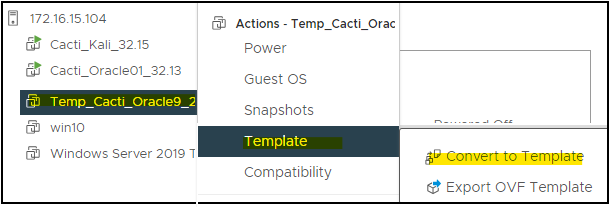 172.16.15.104
Cacti_Kali_32.15
Cacti_Oracle01_32.13
Temp_Cacti_Oracle9_2
win10
Windows Server 2019 T
Actions - Temp_Cacti_Orac
Power
Guest OS
Snapshots
Template
Compatibility
Powered Off
Convert to Template
Export OVF Template